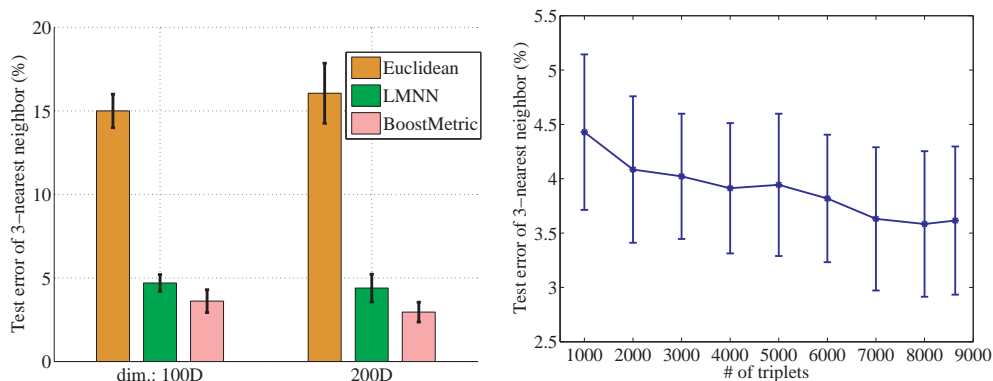 Test error of 3−nearest neighbor (%)
20
15
10
5
0
Euclidean
LMNN
BoostMetric
dim.: 100D
200D
Test error of 3−nearest neighbor (%)
5.5
5
4.5
4
3.5
3
2.5
1000 2000 3000 4000 5000 6000 7000 8000 9000
# of triplets